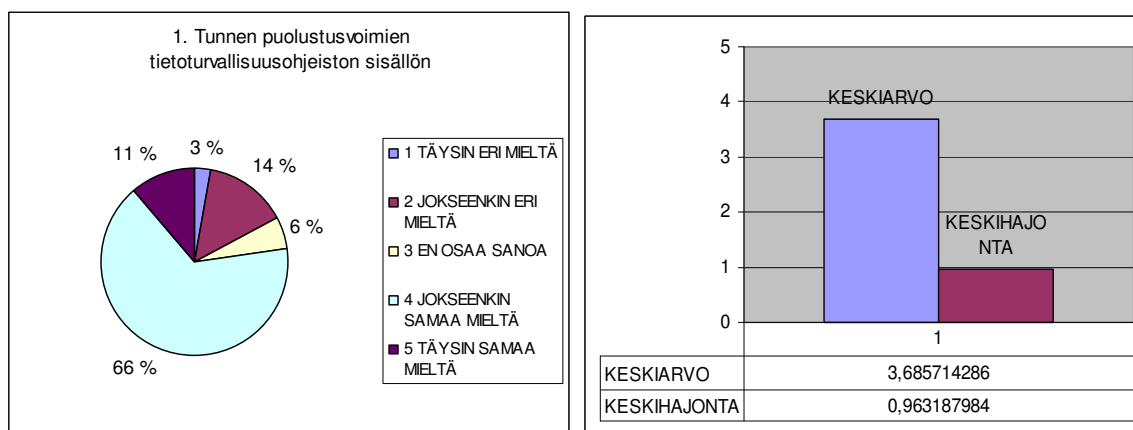 1. Tunnen puolustusvoimien
tietoturvallisuusohjeiston sisällön
11 %
3 %
14 %
6 %
66 %
1 TÄYSIN ERI MIELTÄ
2 JOKSEENKIN ERI
MIELTÄ
3 EN OSAA SANOA
4 JOKSEENKIN
SAMAA MIELTÄ
5 TÄYSIN SAMAA
MIELTÄ
5
4
3
2
1
0
KESKIARVO
KESKIHAJO
NTA
1
KESKIARVO 3,685714286
KESKIHAJONTA 0,963187984